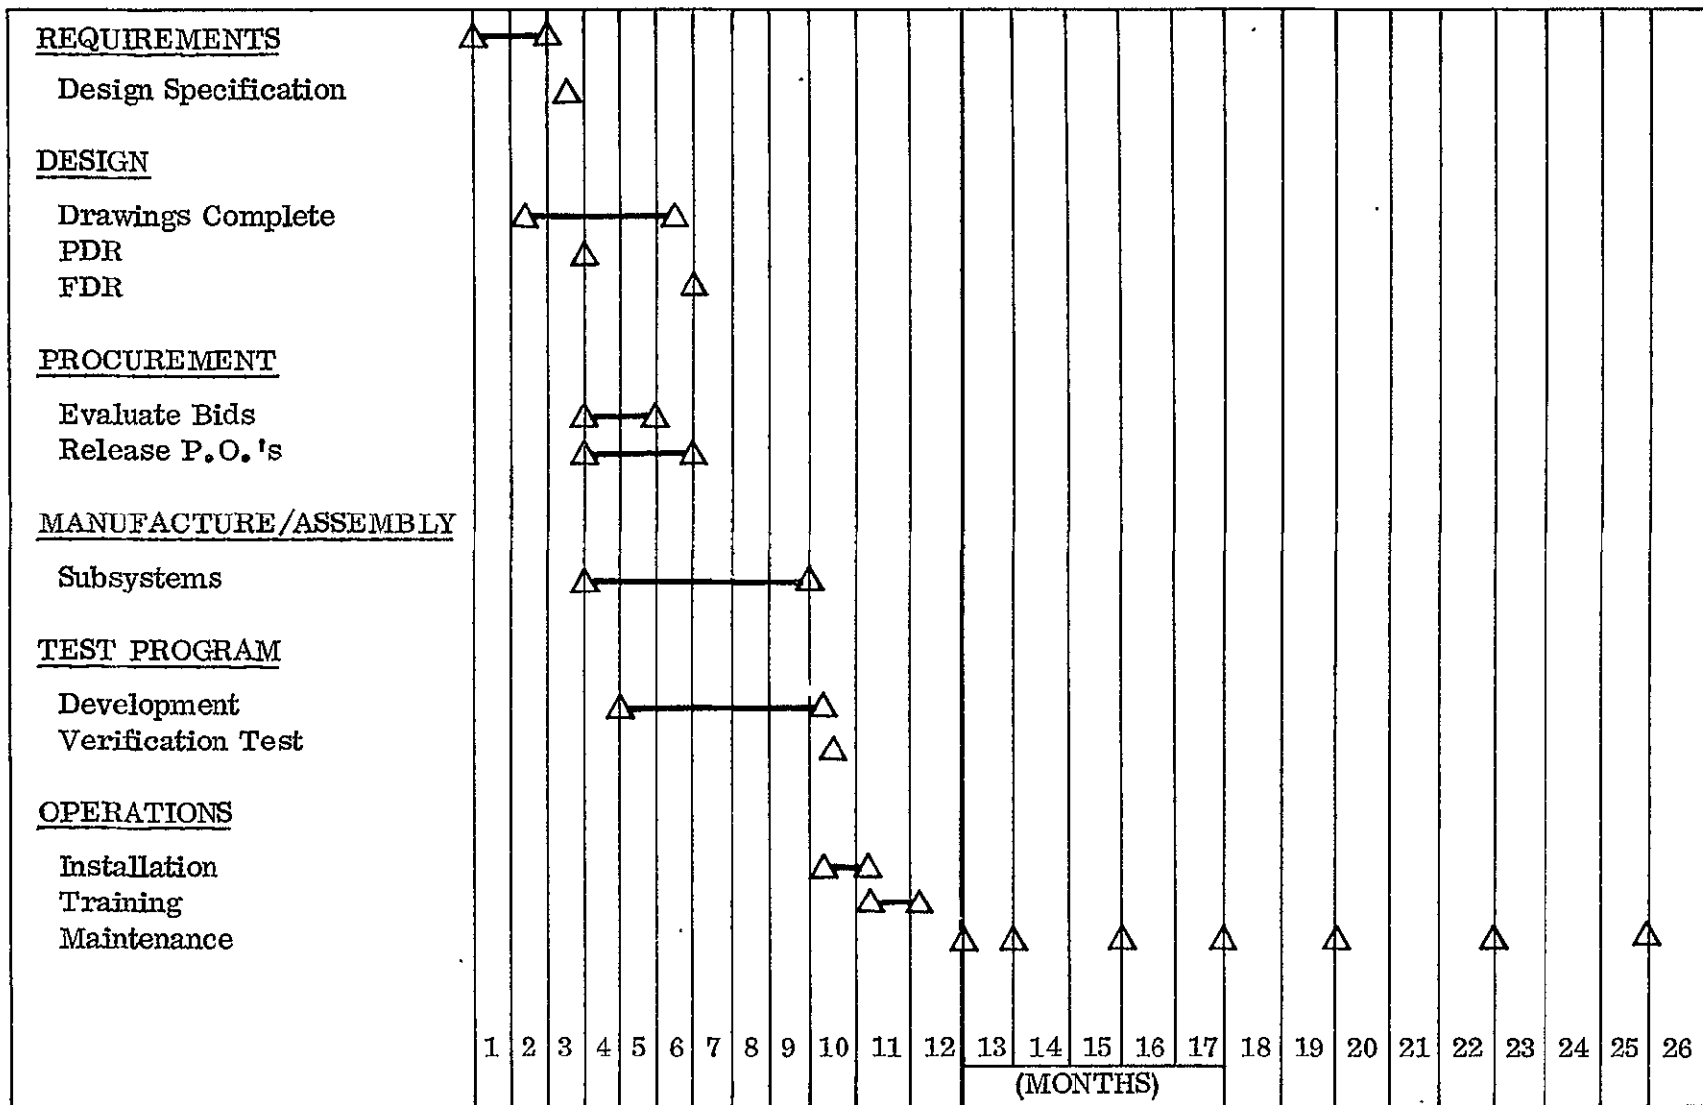 REQUIREMENTS
Design Specification
DESIGN
Drawings Complete
PDR
FDR
PROCUREMENT
Evaluate Bids
Release P.O.'s
MANUFACTURE/ASSEMBLY
Subsystems
TEST PROGRAM
Development
Verification Test
OPERATIONS
Installation
Training
Maintenance
1 2 3 4 5 6 7 8 9 10 11 12 13 14 15 16 17 18 19 20 21 22 23 24 25 26
(MONTHS)